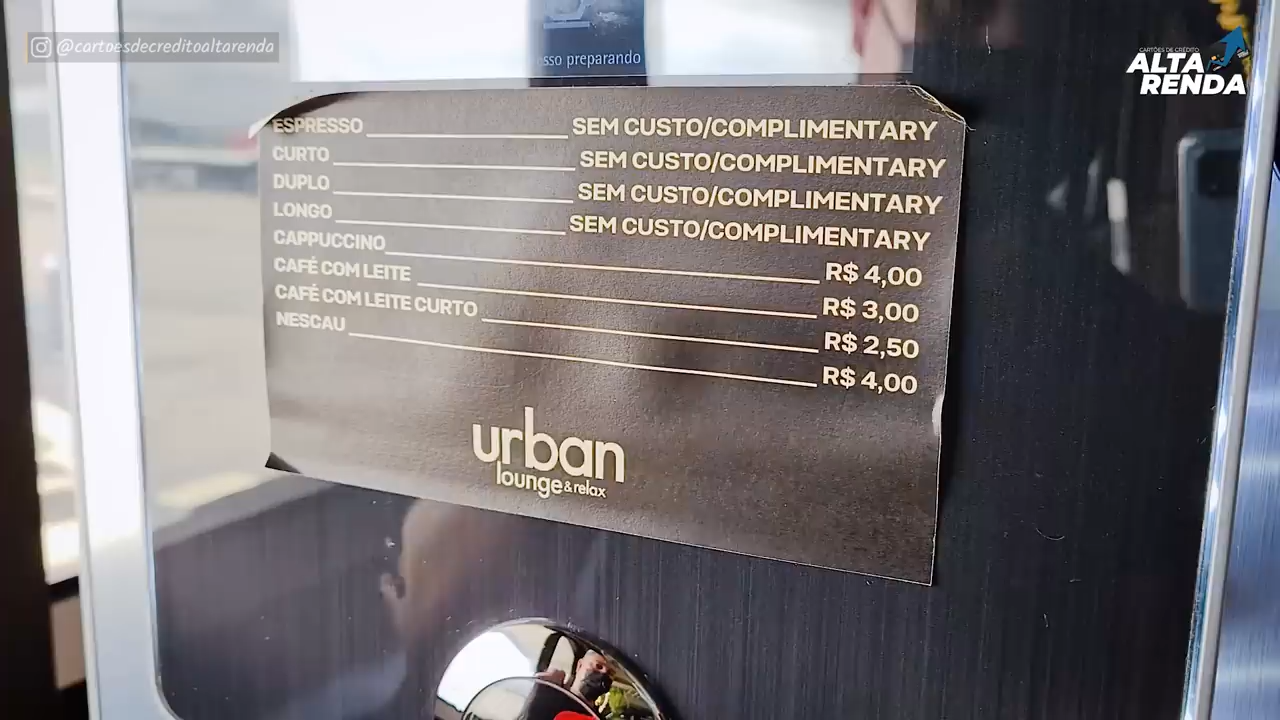 @cartoesdecreditoaltarenda
CARTÕES DE CRÉDITO
ALTA
RENDA
sso preparando
ESPRESSO SEM CUSTO/COMPLIMENTARY
CURTO SEM CUSTO/COMPLIMENTARY
DUPLO SEM CUSTO/COMPLIMENTARY
LONGO SEM CUSTO/COMPLIMENTARY
CAPPUCCINO R$ 4,00
CAFÉ COM LEITE R$ 3,00
CAFÉ COM LEITE CURTO R$ 2,50
NESCAU R$ 4,00
urban
lounge & relax